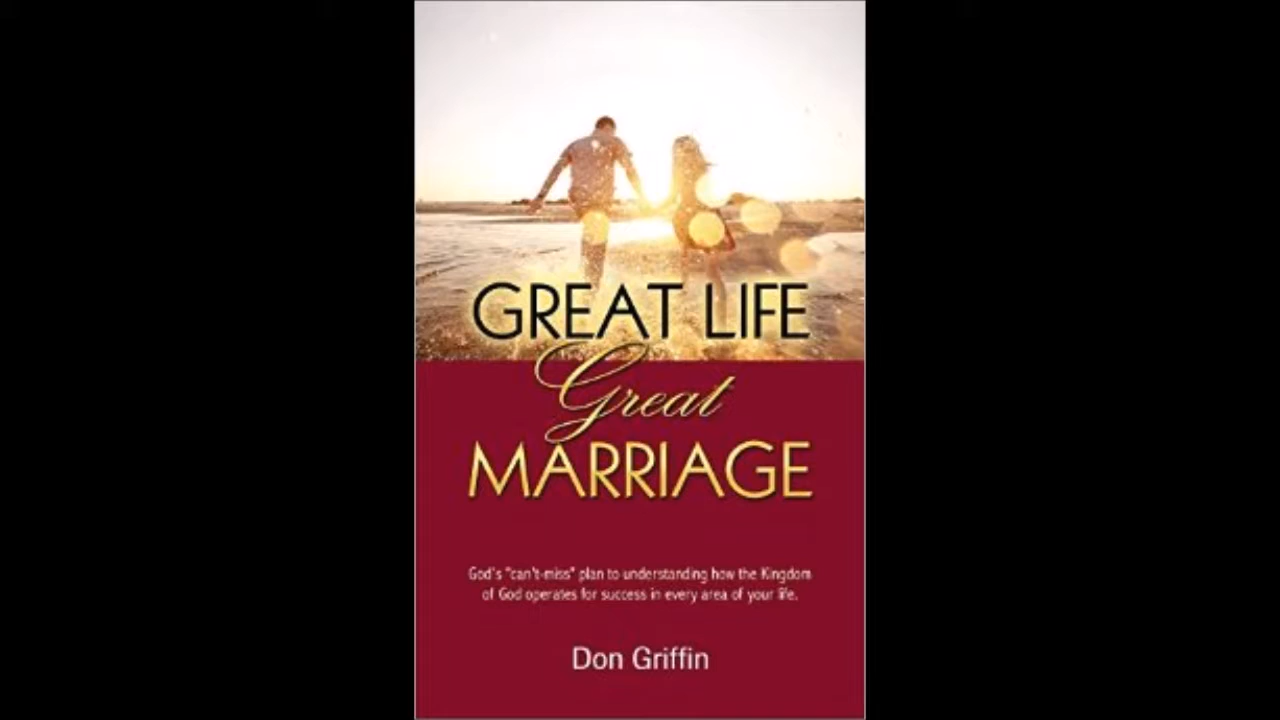 GREAT LIFE
Great
MARRIAGE
God's "can't-miss" plan to understanding how the Kingdom
of God operates for success in every area of your life.
Don Griffin